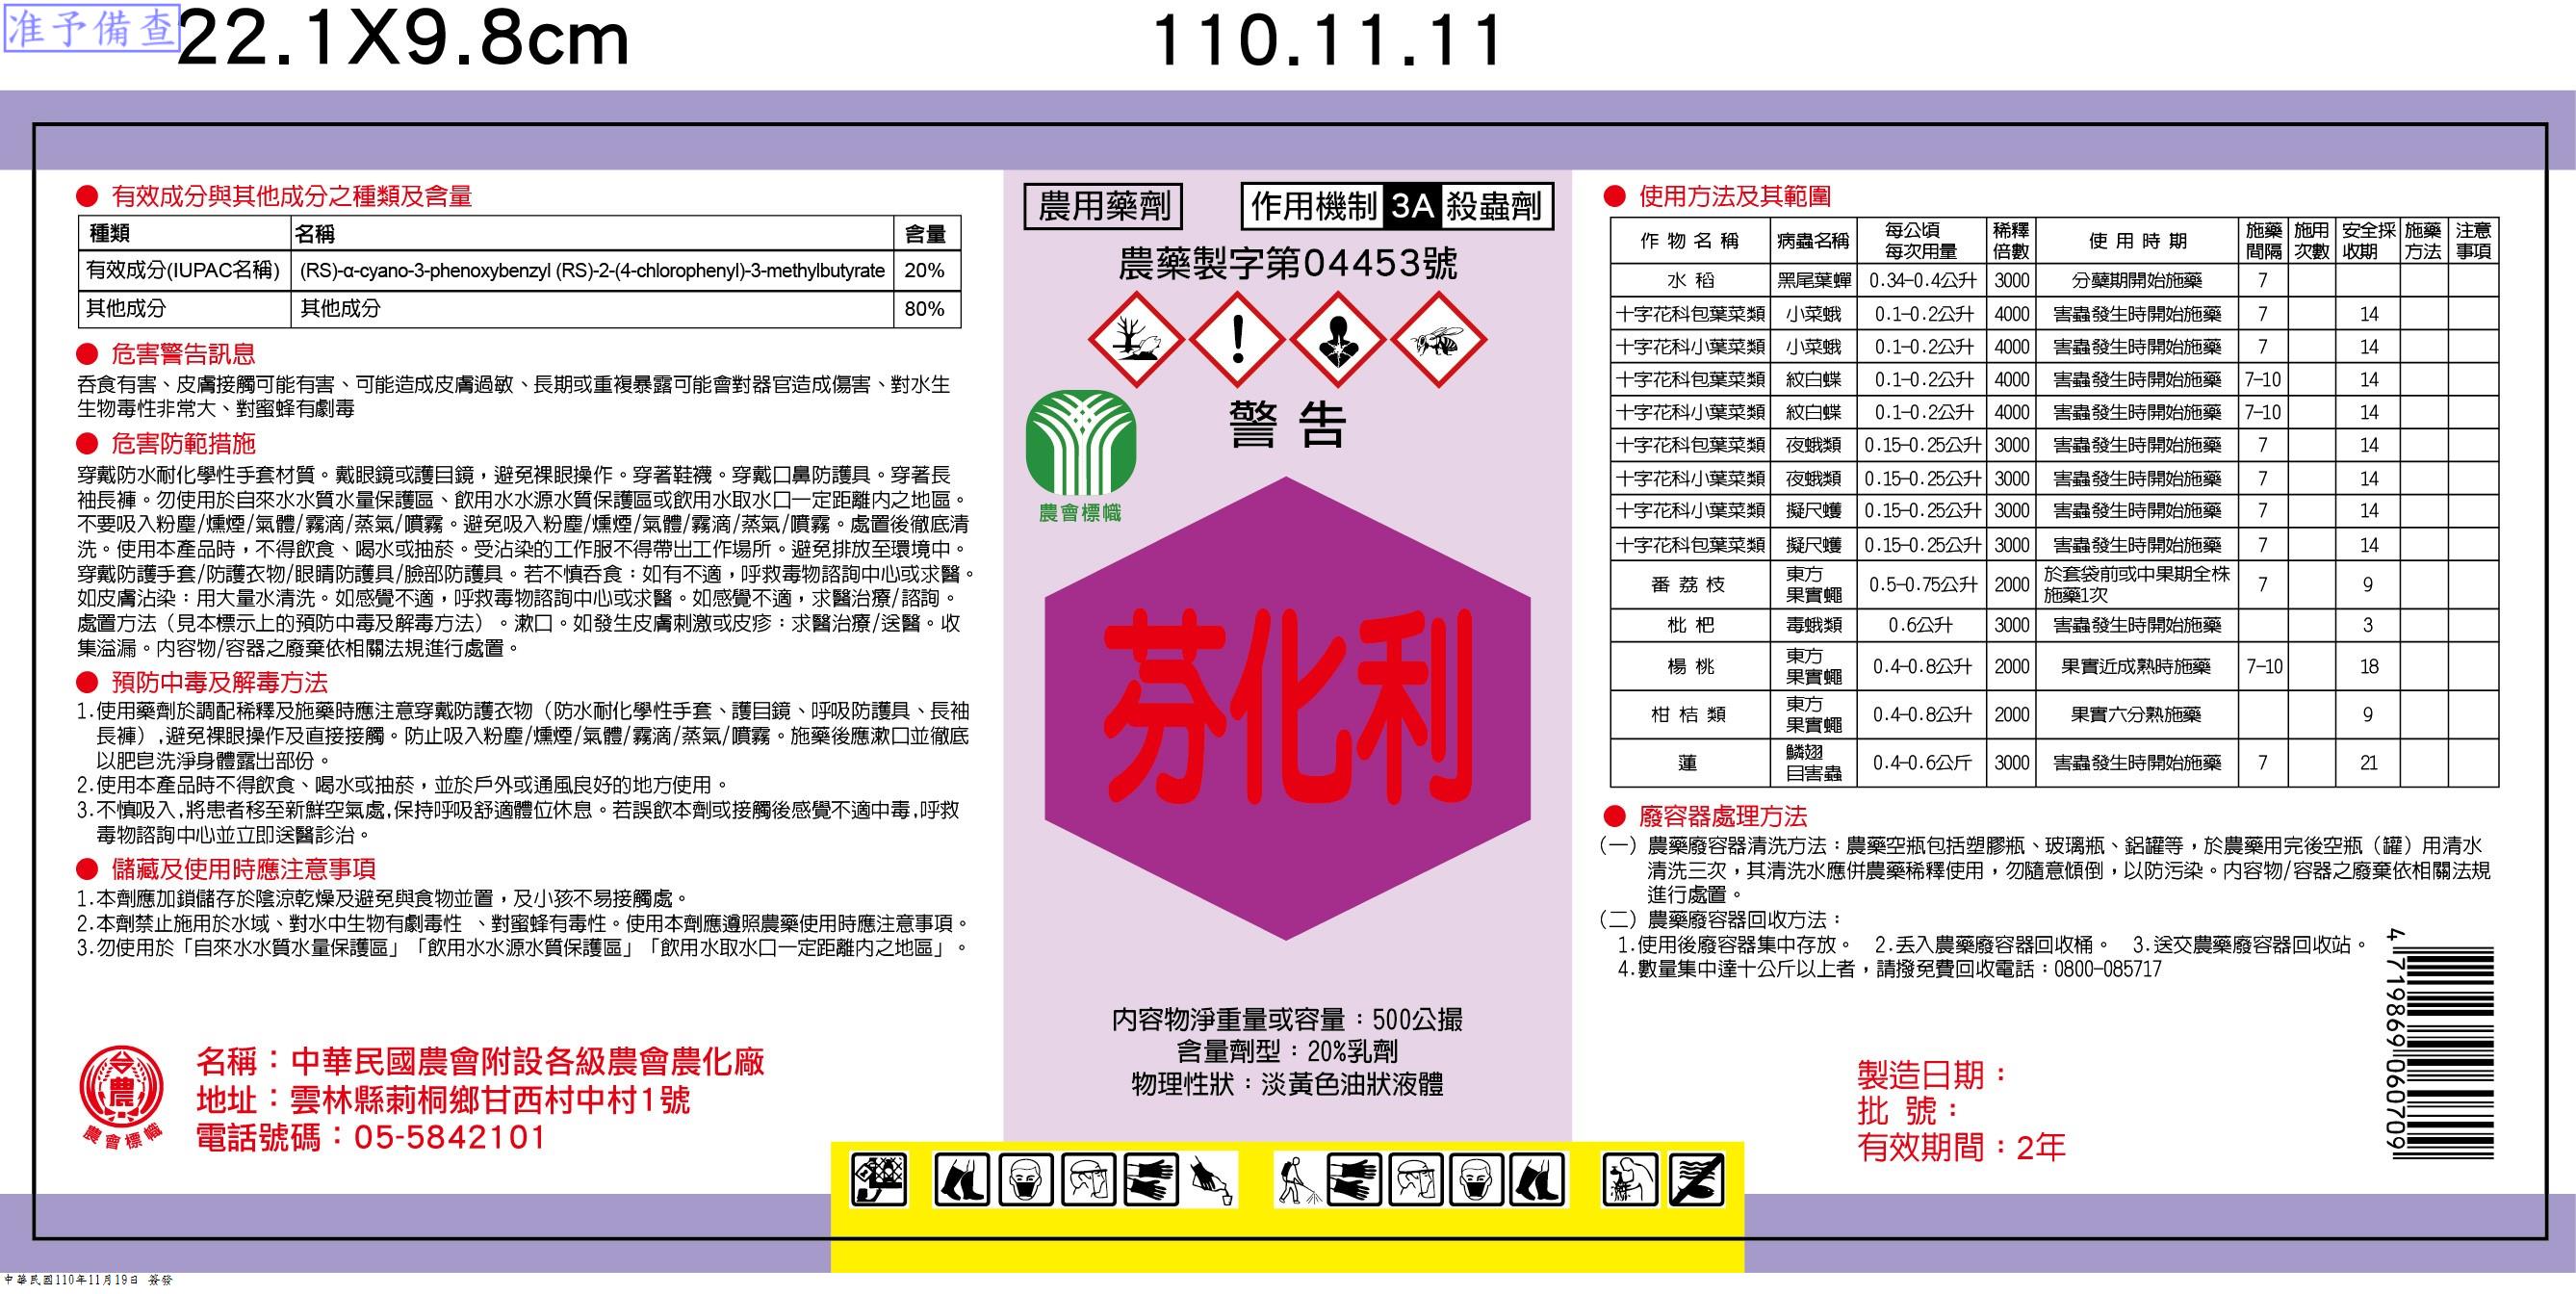 准予備查
22.1X9.8cm
110.11.11
● 有效成分與其他成分之種類及含量
種類 名稱 含量
有效成分(IUPAC名稱) (RS)-α-cyano-3-phenoxybenzyl (RS)-2-(4-chlorophenyl)-3-methylbutyrate 20%
其他成分 其他成分 80%
● 危害警告訊息
吞食有害、皮膚接觸可能有害、可能造成皮膚過敏、長期或重複暴露可能會對器官造成傷害、對水生
生物毒性非常大、對蜜蜂有劇毒
● 危害防範措施
穿戴防水耐化學性手套材質。戴眼鏡或護目鏡，避免裸眼操作。穿著鞋襪。穿戴口鼻防護具。穿著長
袖長褲。勿使用於自來水水質水量保護區、飲用水水源水質保護區或飲用水取水口一定距離內之地區。
不要吸入粉塵/燻煙/氣體/霧滴/蒸氣/噴霧。避免吸入粉塵/燻煙/氣體/霧滴/蒸氣/噴霧。處置後徹底清
洗。使用本產品時，不得飲食、喝水或抽菸。受沾染的工作服不得帶出工作場所。避免排放至環境中。
穿戴防護手套/防護衣物/眼睛防護具/臉部防護具。若不慎吞食：如有不適，呼救毒物諮詢中心或求醫。
如皮膚沾染：用大量水清洗。如感覺不適，呼救毒物諮詢中心或求醫。如感覺不適，求醫治療/諮詢。
處置方法（見本標示上的預防中毒及解毒方法）。漱口。如發生皮膚刺激或皮疹：求醫治療/送醫。收
集溢漏。內容物/容器之廢棄依相關法規進行處置。
● 預防中毒及解毒方法
1.使用藥劑於調配稀釋及施藥時應注意穿戴防護衣物（防水耐化學性手套、護目鏡、呼吸防護具、長袖
長褲）,避免裸眼操作及直接接觸。防止吸入粉塵/燻煙/氣體/霧滴/蒸氣/噴霧。施藥後應漱口並徹底
以肥皂洗淨身體露出部份。
2.使用本產品時不得飲食、喝水或抽菸，並於戶外或通風良好的地方使用。
3.不慎吸入,將患者移至新鮮空氣處,保持呼吸舒適體位休息。若誤飲本劑或接觸後感覺不適中毒,呼救
毒物諮詢中心並立即送醫診治。
● 儲藏及使用時應注意事項
1.本劑應加鎖儲存於陰涼乾燥及避免與食物並置，及小孩不易接觸處。
2.本劑禁止施用於水域、對水中生物有劇毒性 、對蜜蜂有毒性。使用本劑應遵照農藥使用時應注意事項。
3.勿使用於「自來水水質水量保護區」「飲用水水源水質保護區」「飲用水取水口一定距離內之地區」。
農
農會標幟
名稱：中華民國農會附設各級農會農化廠
地址：雲林縣莿桐鄉甘西村中村1號
電話號碼：05-5842101
農用藥劑
作用機制 3A 殺蟲劑
農藥製字第04453號
警告
農會標幟
芬化利
內容物淨重量或容量：500公撮
含量劑型：20%乳劑
物理性狀：淡黃色油狀液體
● 使用方法及其範圍
作物名稱 病蟲名稱 每公頃每次用量 稀釋倍數 使用時期 施藥間隔 施用次數 安全採收期 施藥方法 注意事項
水稻 黑尾葉蟬 0.34-0.4公升 3000 分蘗期開始施藥 7
十字花科包葉菜類 小菜蛾 0.1-0.2公升 4000 害蟲發生時開始施藥 7 14
十字花科小葉菜類 小菜蛾 0.1-0.2公升 4000 害蟲發生時開始施藥 7 14
十字花科包葉菜類 紋白蝶 0.1-0.2公升 4000 害蟲發生時開始施藥 7-10 14
十字花科小葉菜類 紋白蝶 0.1-0.2公升 4000 害蟲發生時開始施藥 7-10 14
十字花科包葉菜類 夜蛾類 0.15-0.25公升 3000 害蟲發生時開始施藥 7 14
十字花科小葉菜類 夜蛾類 0.15-0.25公升 3000 害蟲發生時開始施藥 7 14
十字花科小葉菜類 擬尺蠖 0.15-0.25公升 3000 害蟲發生時開始施藥 7 14
十字花科包葉菜類 擬尺蠖 0.15-0.25公升 3000 害蟲發生時開始施藥 7 14
番荔枝 東方果實蠅 0.5-0.75公升 2000 於套袋前或中果期全株施藥1次 7 9
枇杷 毒蛾類 0.6公升 3000 害蟲發生時開始施藥 3
楊桃 東方果實蠅 0.4-0.8公升 2000 果實近成熟時施藥 7-10 18
柑桔類 東方果實蠅 0.4-0.8公升 2000 果實六分熟施藥 9
蓮 鱗翅目害蟲 0.4-0.6公斤 3000 害蟲發生時開始施藥 7 21
● 廢容器處理方法
（一）農藥廢容器清洗方法：農藥空瓶包括塑膠瓶、玻璃瓶、鋁罐等，於農藥用完後空瓶（罐）用清水
清洗三次，其清洗水應併農藥稀釋使用，勿隨意傾倒，以防污染。內容物/容器之廢棄依相關法規
進行處置。
（二）農藥廢容器回收方法：
1.使用後廢容器集中存放。 2.丟入農藥廢容器回收桶。 3.送交農藥廢容器回收站。
4.數量集中達十公斤以上者，請撥免費回收電話：0800-085717
製造日期：
批 號：
有效期間：2年
4 719869 060709
中華民國110年11月19日 簽發